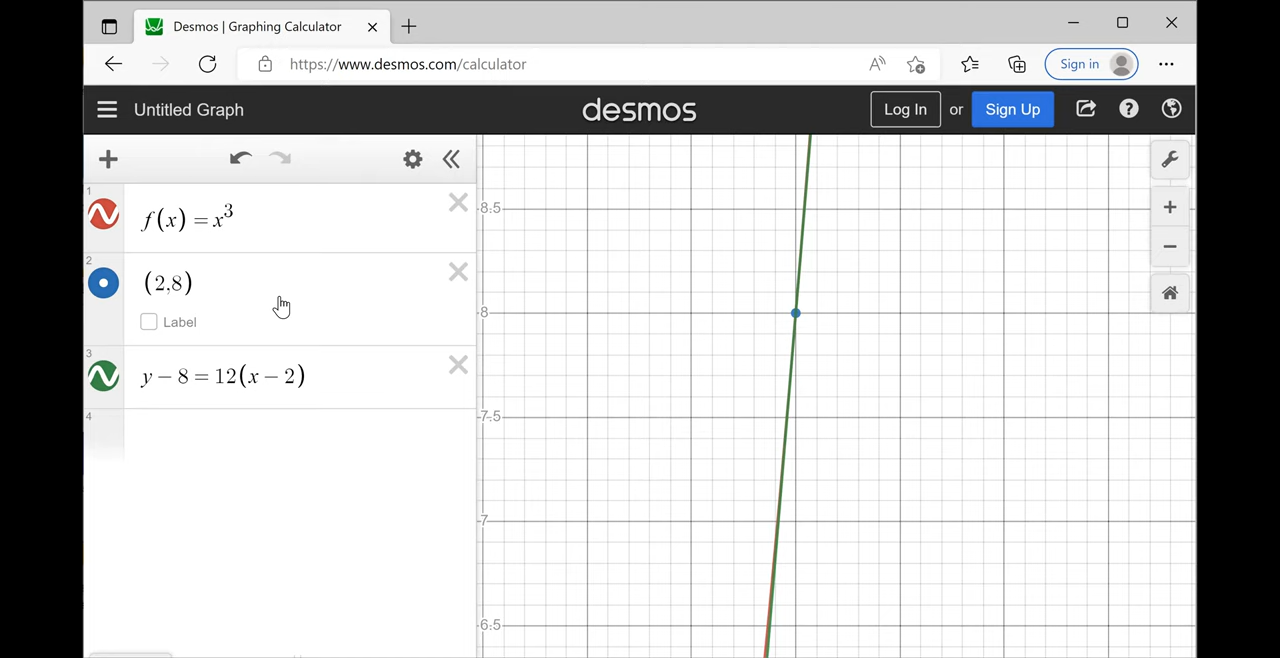 Desmos | Graphing Calculator
https://www.desmos.com/calculator
Sign in
Untitled Graph
desmos
Log In or Sign Up
1
f(x) = x³
2
(2,8)
Label
3
y − 8 = 12(x − 2)
4
8.5
8
7.5
7
6.5